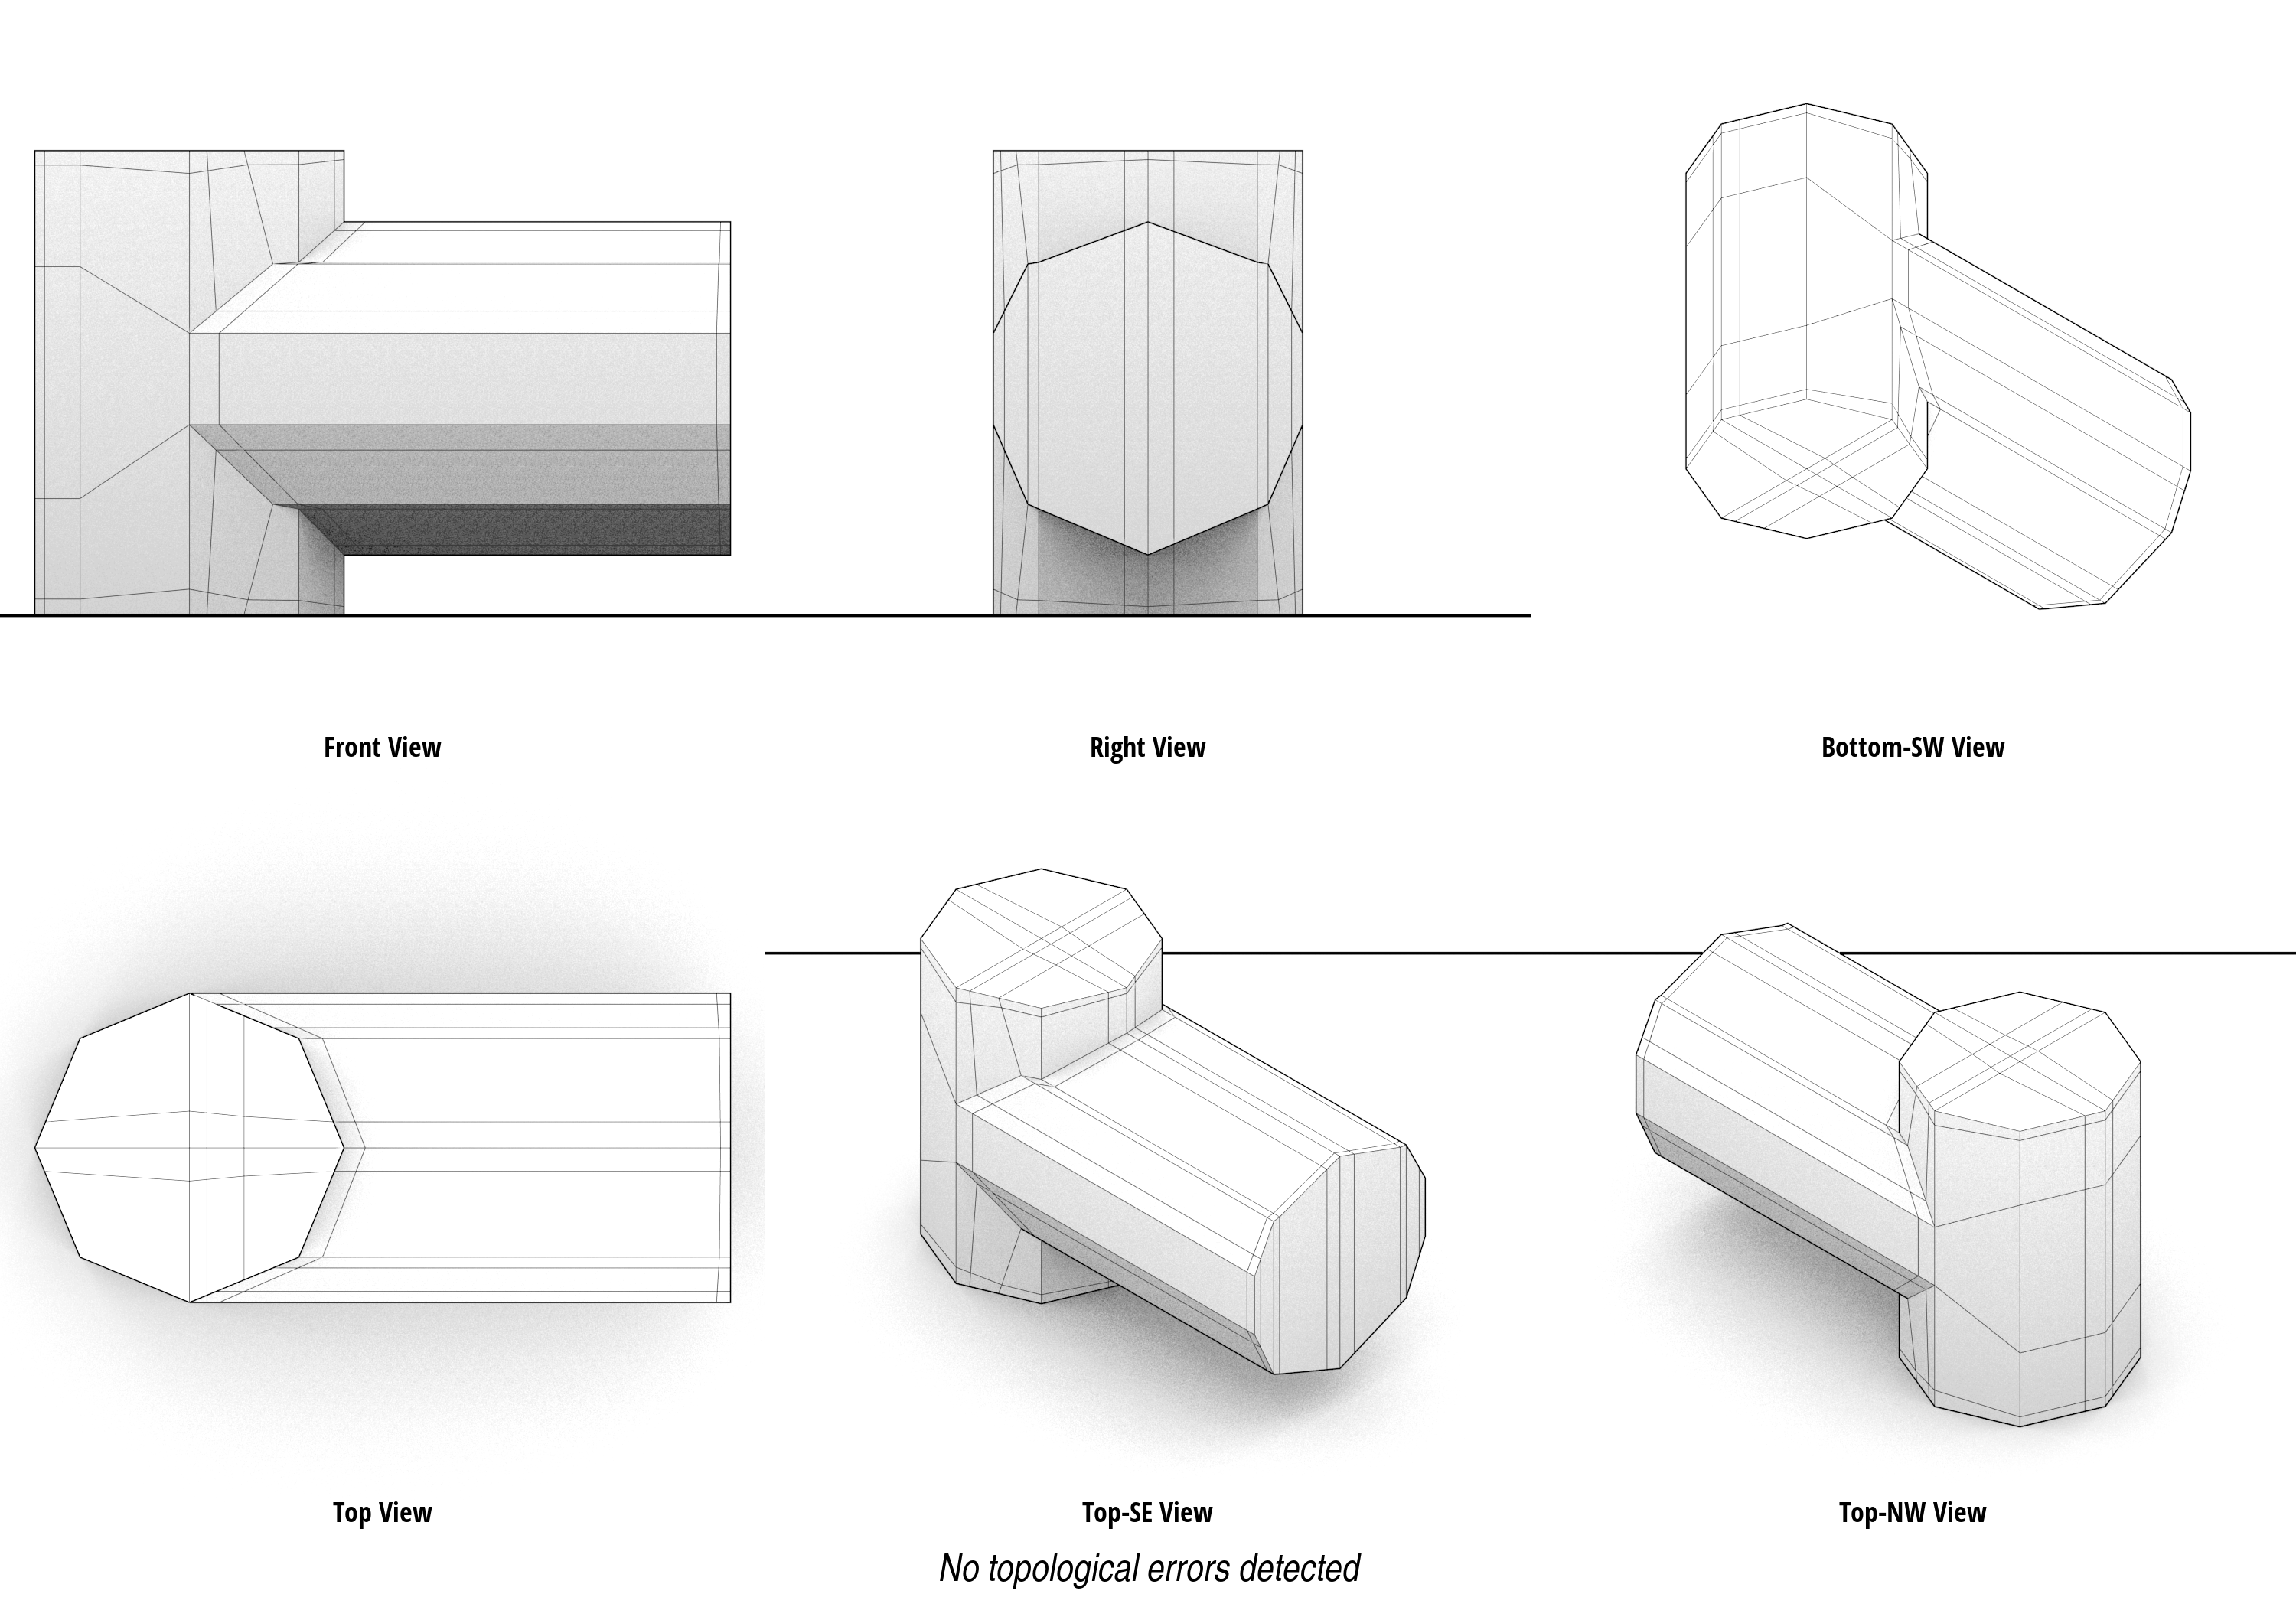 Front View
Right View
Bottom-SW View
Top View
Top-SE View
Top-NW View
No topological errors detected